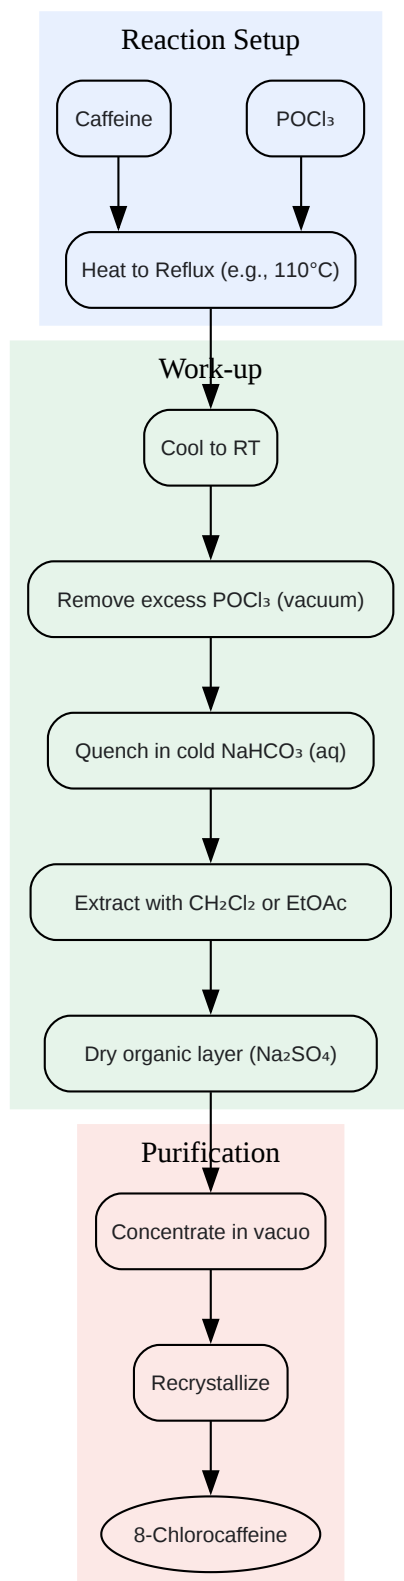 Reaction Setup
Caffeine
POCl₃
Heat to Reflux (e.g., 110°C)
Work-up
Cool to RT
Remove excess POCl₃ (vacuum)
Quench in cold NaHCO₃ (aq)
Extract with CH₂Cl₂ or EtOAc
Dry organic layer (Na₂SO₄)
Purification
Concentrate in vacuo
Recrystallize
8-Chlorocaffeine